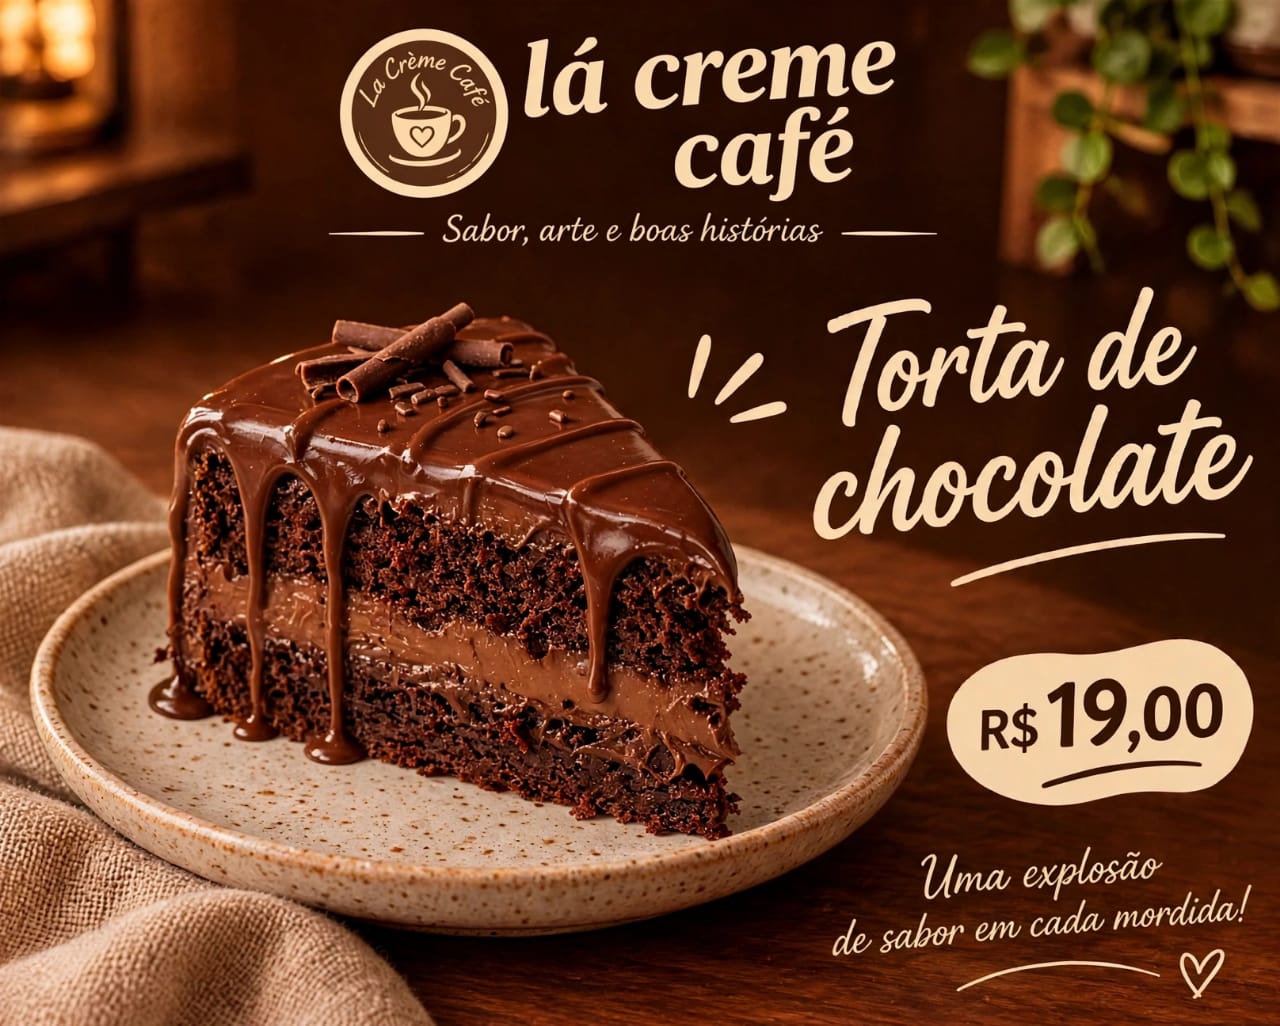 La Crème Café
lá creme
café
Sabor, arte e boas histórias
Torta de
chocolate
R$ 19,00
Uma explosão
de sabor em cada mordida!